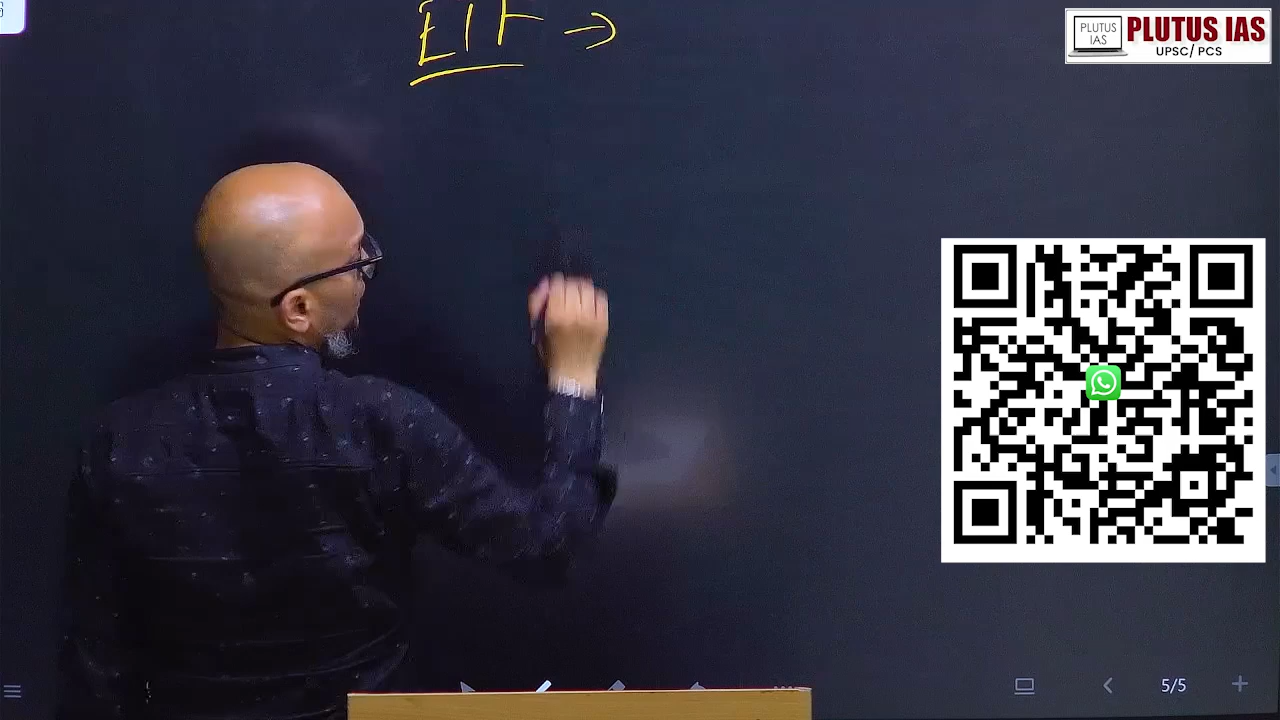 ETF →
PLUTUS
IAS
PLUTUS IAS
UPSC/ PCS
5/5